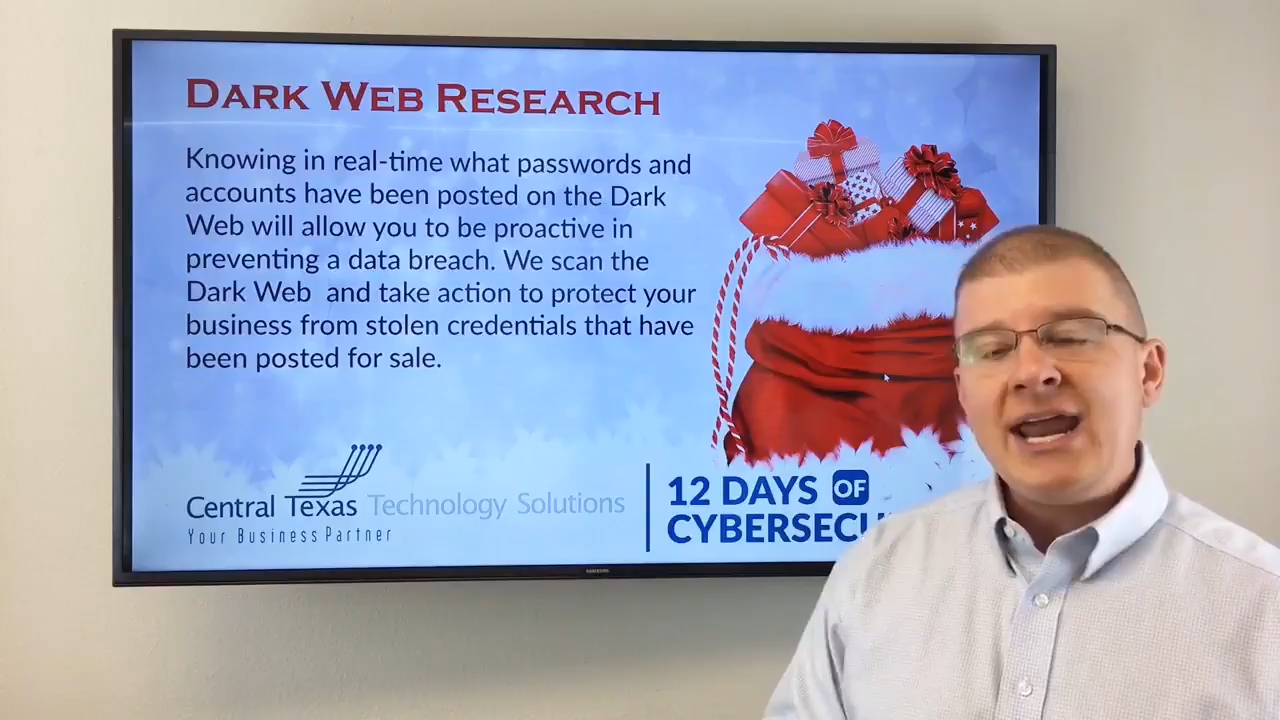 DARK WEB RESEARCH
Knowing in real-time what passwords and
accounts have been posted on the Dark
Web will allow you to be proactive in
preventing a data breach. We scan the
Dark Web and take action to protect your
business from stolen credentials that have
been posted for sale.
Central Texas Technology Solutions
Your Business Partner
12 DAYS OF
CYBERSECU
SAMSUNG